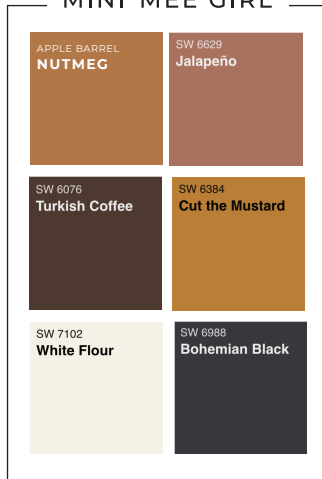 MINI MEE GIRL
APPLE BARREL
NUTMEG
SW 6629
Jalapeño
SW 6076
Turkish Coffee
SW 6384
Cut the Mustard
SW 7102
White Flour
SW 6988
Bohemian Black